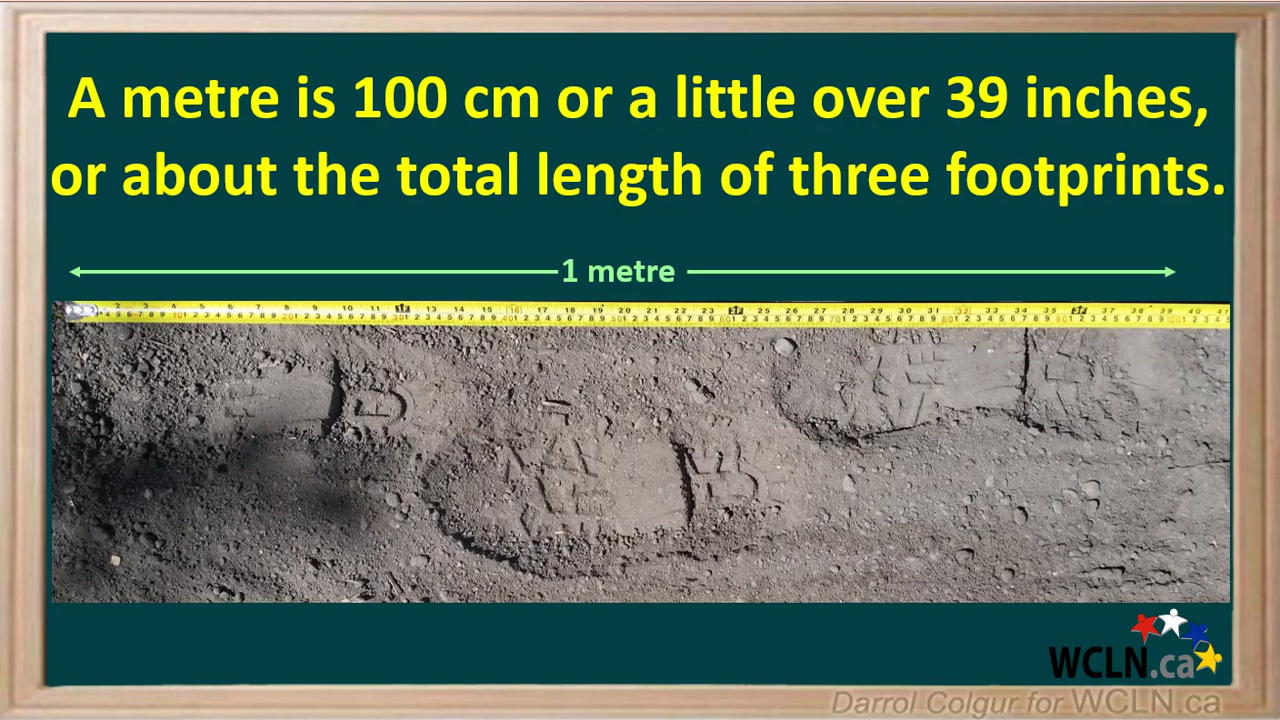 A metre is 100 cm or a little over 39 inches,
or about the total length of three footprints.
1 metre
WCLN.ca
Darrol Colgur for WCLN.ca